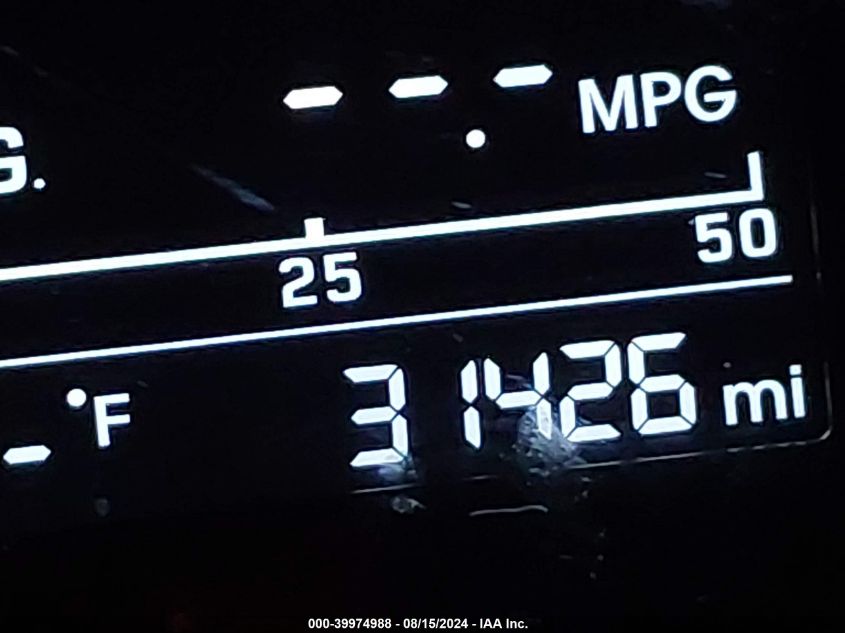 --.- MPG
G.
25 50
-°F 31426 mi
000-39974988 - 08/15/2024 - IAA Inc.